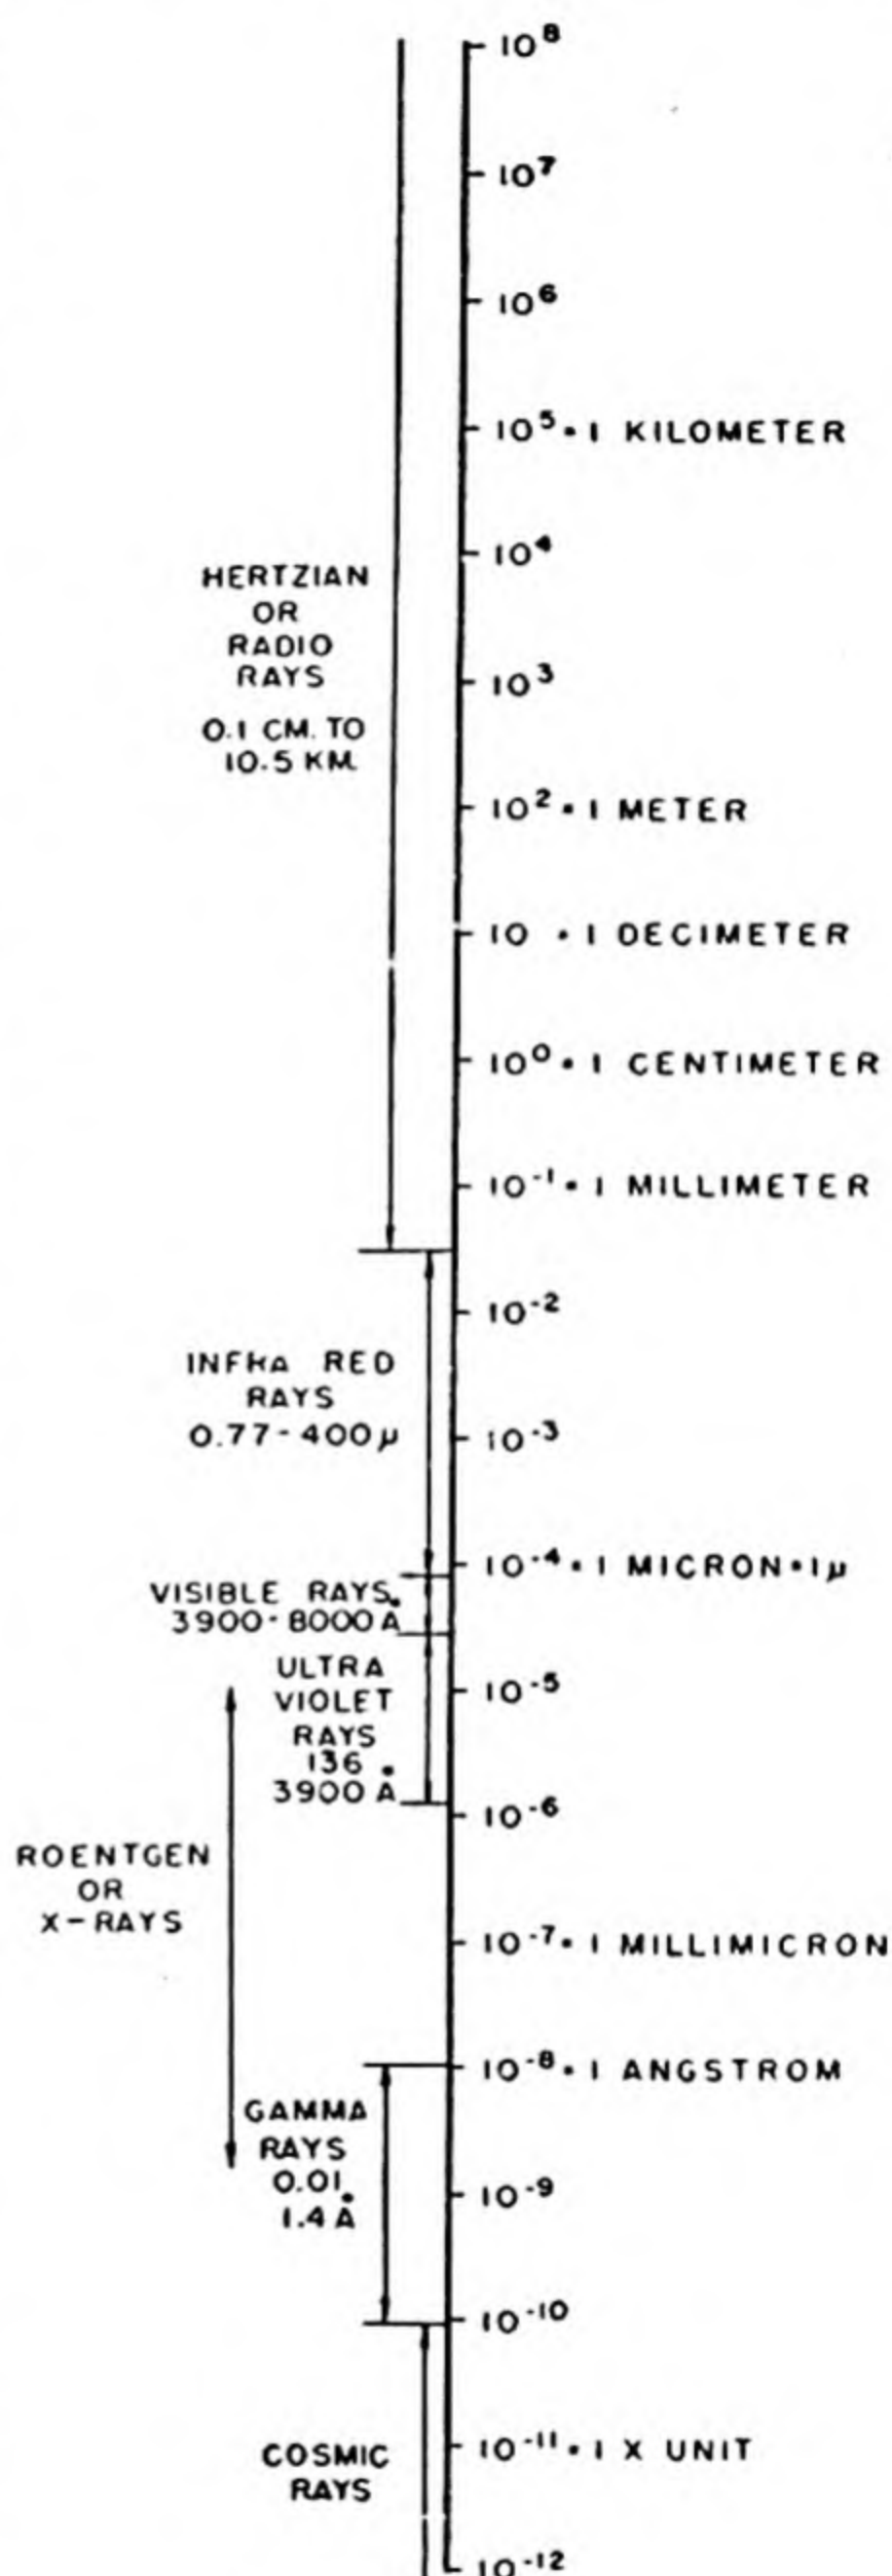 10⁸
10⁷
10⁶
10⁵ • 1 KILOMETER
10⁴
HERTZIAN
OR
RADIO
RAYS
0.1 CM. TO
10.5 KM.
10³
10² • 1 METER
10 • 1 DECIMETER
10⁰ • 1 CENTIMETER
10⁻¹ • 1 MILLIMETER
10⁻²
INFRA RED
RAYS
0.77-400 μ
10⁻³
10⁻⁴ • 1 MICRON • 1μ
VISIBLE RAYS
3900-8000 Å
ULTRA
VIOLET
RAYS
136
3900 Å
10⁻⁵
10⁻⁶
ROENTGEN
OR
X-RAYS
10⁻⁷ • 1 MILLIMICRON
10⁻⁸ • 1 ANGSTROM
GAMMA
RAYS
0.01
1.4 Å
10⁻⁹
10⁻¹⁰
COSMIC
RAYS
10⁻¹¹ • 1 X UNIT
10⁻¹²